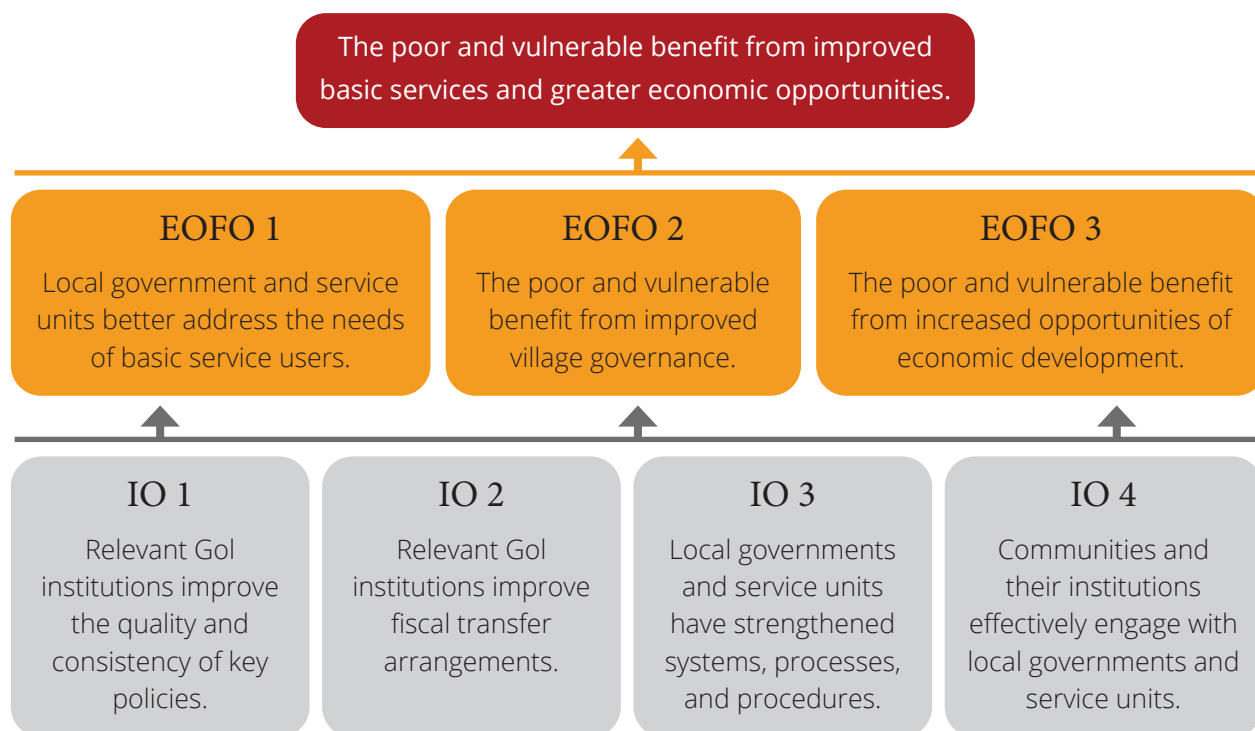 The poor and vulnerable benefit from improved
basic services and greater economic opportunities.
EOFO 1
Local government and service
units better address the needs
of basic service users.
EOFO 2
The poor and vulnerable
benefit from improved
village governance.
EOFO 3
The poor and vulnerable benefit
from increased opportunities of
economic development.
IO 1
Relevant GoI
institutions improve
the quality and
consistency of key
policies.
IO 2
Relevant GoI
institutions improve
fiscal transfer
arrangements.
IO 3
Local governments
and service units
have strengthened
systems, processes,
and procedures.
IO 4
Communities and
their institutions
effectively engage with
local governments and
service units.